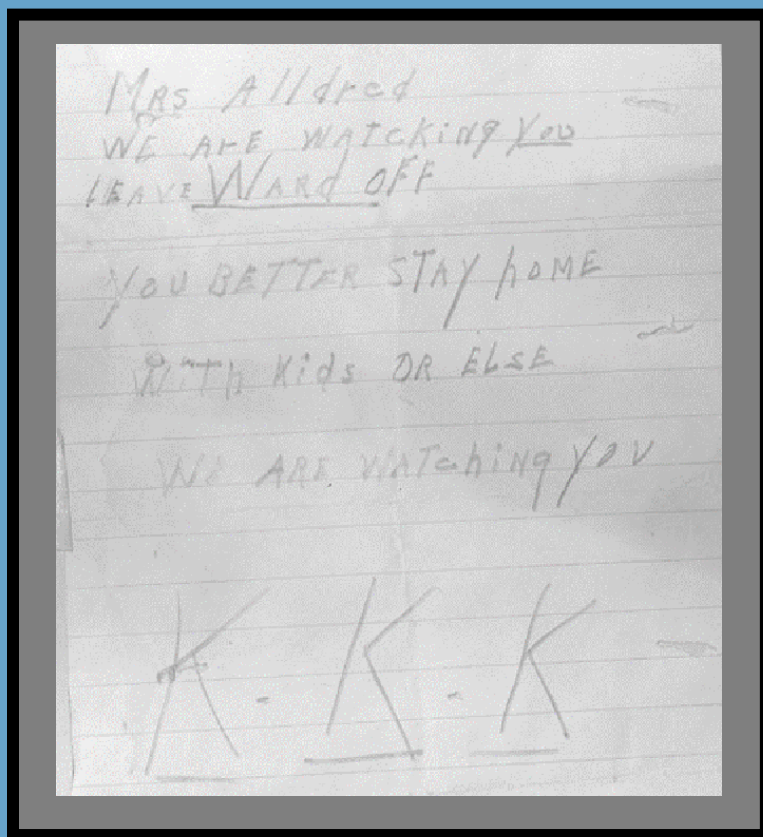 MRS Alldred
WE ARE WATCKiNg you
LEAVE WARd OFF
YOU BETTER STAY hOME
WiTh Kids OR ELSE
WE ARE WATChiNg YOU
K-K-K